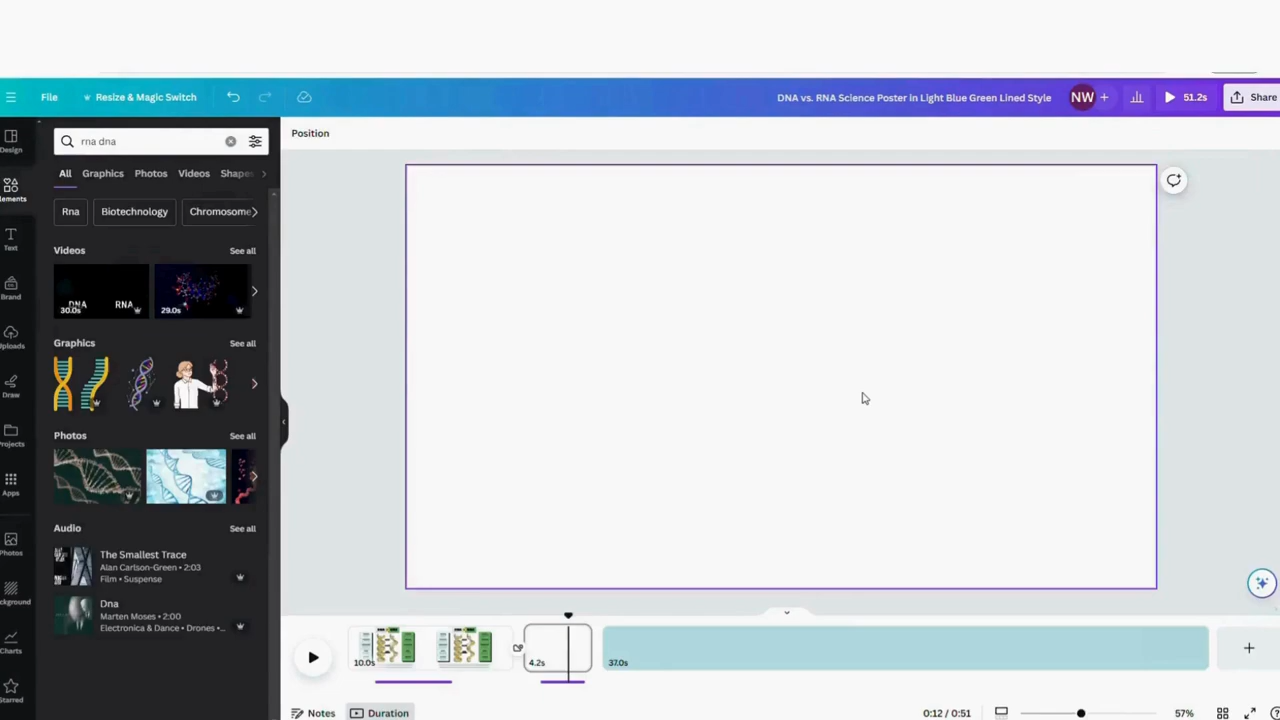 File Resize & Magic Switch DNA vs. RNA Science Poster in Light Blue Green Lined Style NW + 51.2s Share
Design
rna dna
Position
All Graphics Photos Videos Shapes
Elements
Rna Biotechnology Chromosome
Text
Videos See all
DNA RNA
30.0s 29.0s
Brand
Uploads
Graphics See all
Draw
Photos See all
Projects
Apps
Audio See all
Photos
The Smallest Trace
Alan Carlson-Green • 2:03
Film • Suspense
Background
Dna
Marten Moses • 2:00
Electronica & Dance • Drones •...
Charts
10.0s 4.2s 37.0s
Starred
Notes Duration 0:12 / 0:51 57%